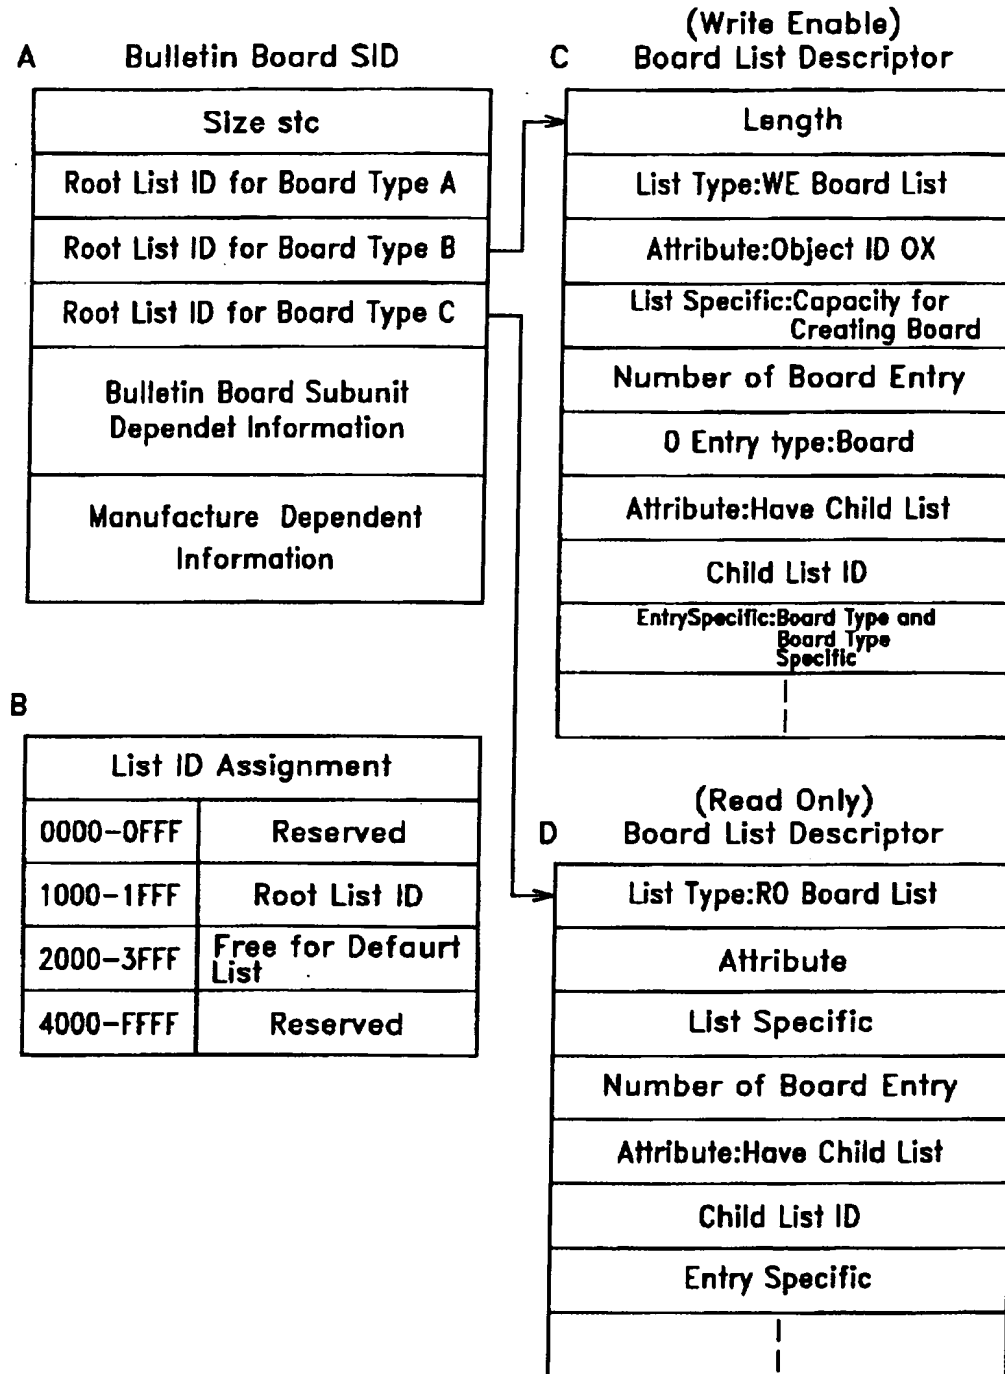 A Bulletin Board SID
Size stc
Root List ID for Board Type A
Root List ID for Board Type B
Root List ID for Board Type C
Bulletin Board Subunit
Dependet Information
Manufacture Dependent
Information
B
List ID Assignment
0000-0FFF Reserved
1000-1FFF Root List ID
2000-3FFF Free for Defaurt
List
4000-FFFF Reserved
(Write Enable)
C Board List Descriptor
Length
List Type:WE Board List
Attribute:Object ID OX
List Specific:Capacity for
Creating Board
Number of Board Entry
0 Entry type:Board
Attribute:Have Child List
Child List ID
EntrySpecific:Board Type and
Board Type
Specific
(Read Only)
D Board List Descriptor
List Type:RO Board List
Attribute
List Specific
Number of Board Entry
Attribute:Have Child List
Child List ID
Entry Specific